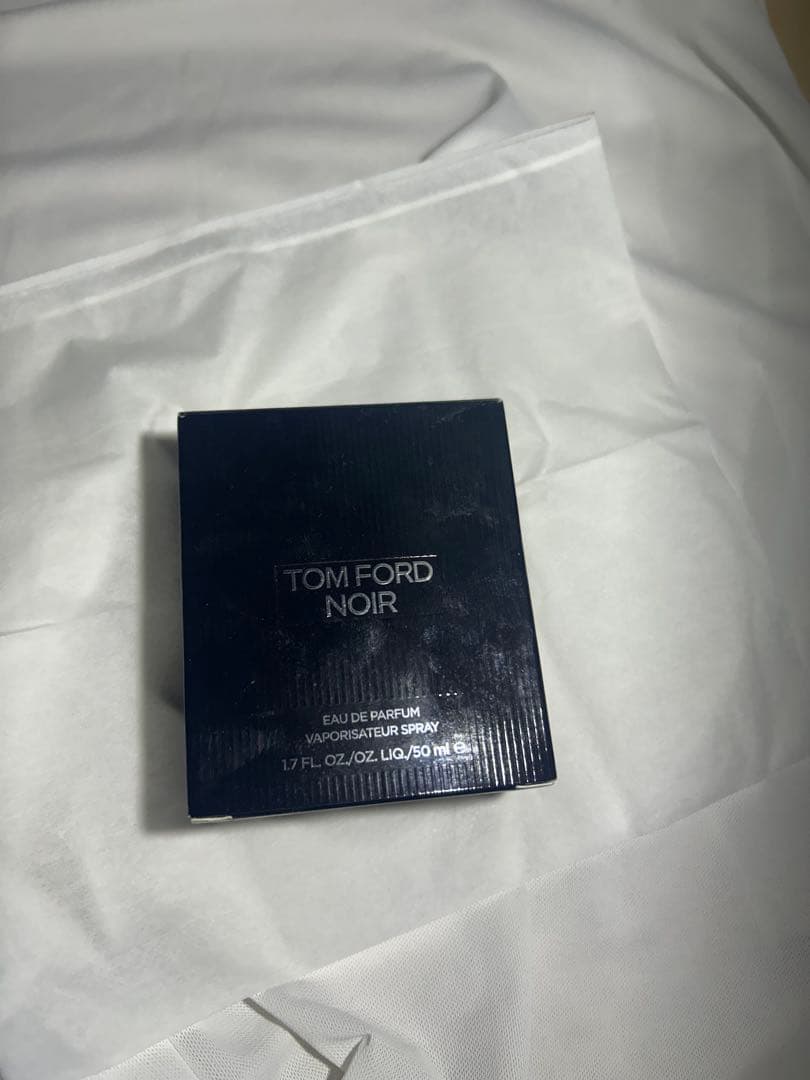 TOM FORD
NOIR
EAU DE PARFUM
VAPORISATEUR SPRAY
1.7 FL. OZ./OZ. LIQ./50 ml ℮